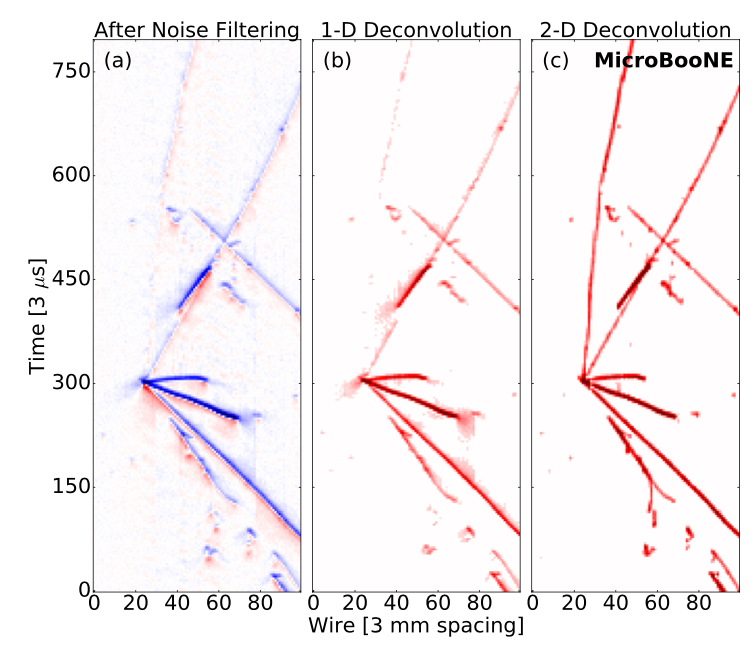 After Noise Filtering 1-D Deconvolution 2-D Deconvolution
(a) (b) (c) MicroBooNE
750
600
450
300
150
0
Time [3 μs]
0 20 40 60 80 0 20 40 60 80 0 20 40 60 80
Wire [3 mm spacing]